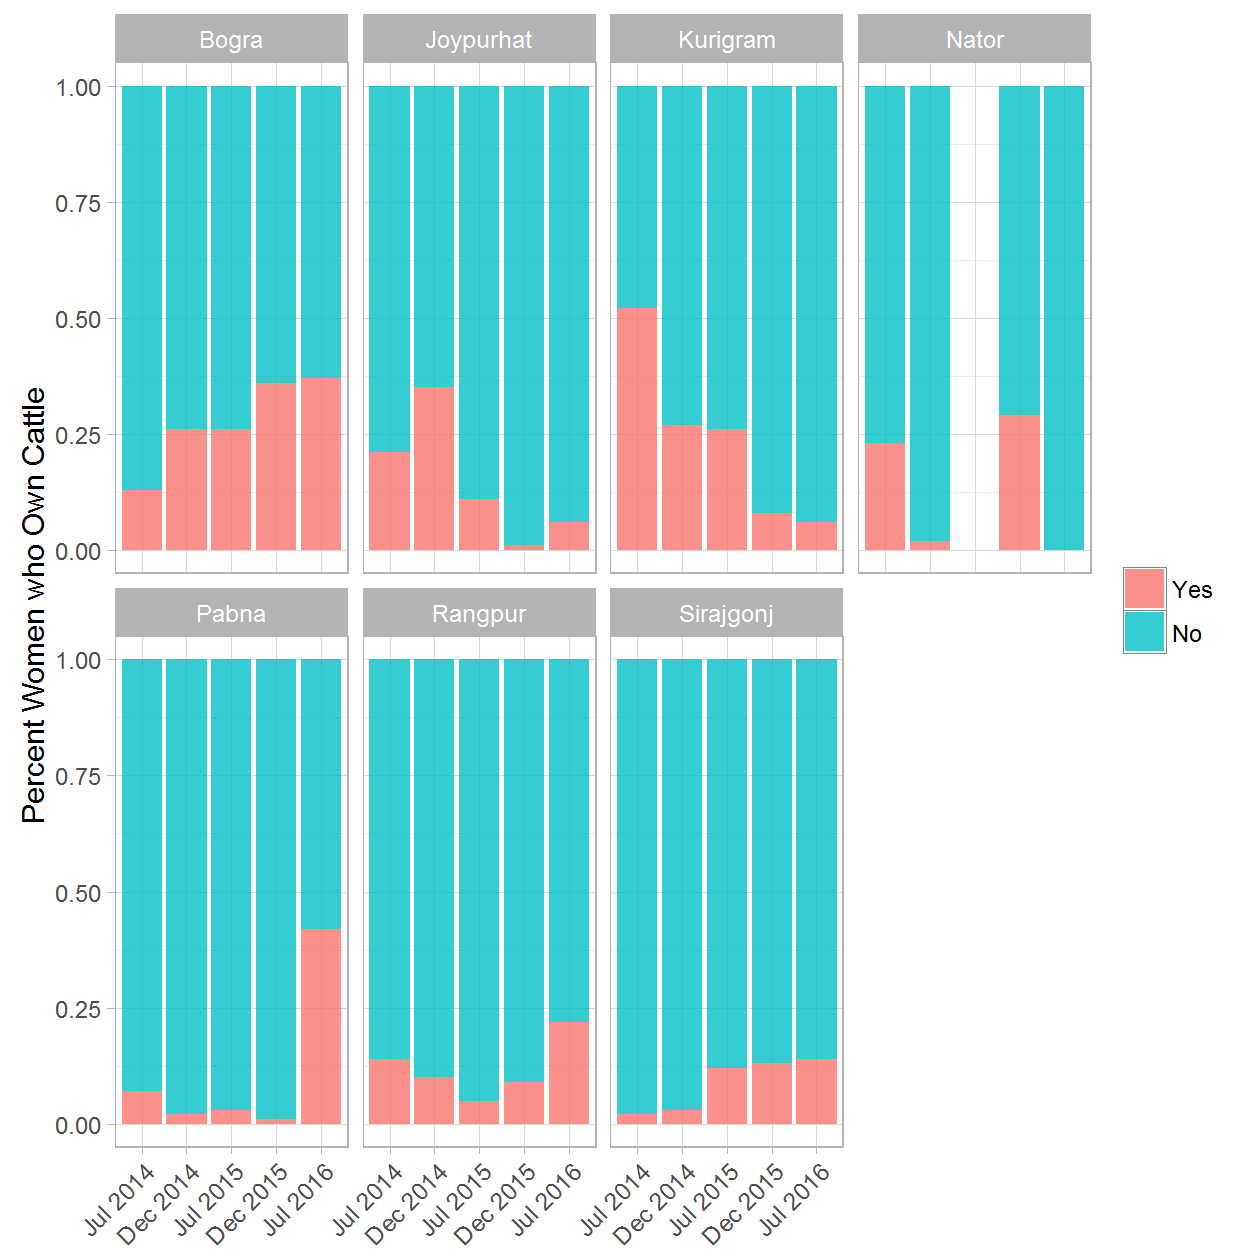 Bogra
Joypurhat
Kurigram
Nator
1.00
0.75
0.50
0.25
0.00
Percent Women who Own Cattle
Yes
No
Pabna
Rangpur
Sirajgonj
1.00
0.75
0.50
0.25
0.00
Jul 2014
Dec 2014
Jul 2015
Dec 2015
Jul 2016
Jul 2014
Dec 2014
Jul 2015
Dec 2015
Jul 2016
Jul 2014
Dec 2014
Jul 2015
Dec 2015
Jul 2016